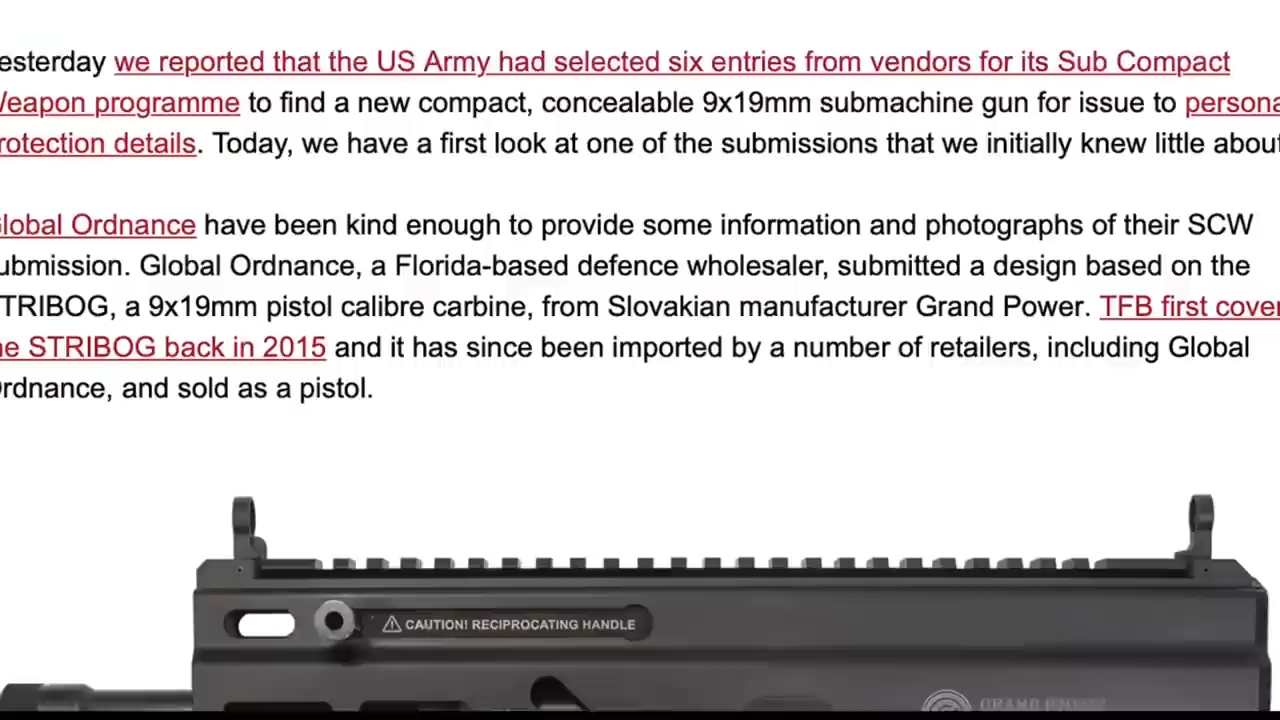 esterday we reported that the US Army had selected six entries from vendors for its Sub Compact
eapon programme to find a new compact, concealable 9x19mm submachine gun for issue to persona
rotection details. Today, we have a first look at one of the submissions that we initially knew little about
lobal Ordnance have been kind enough to provide some information and photographs of their SCW
ubmission. Global Ordnance, a Florida-based defence wholesaler, submitted a design based on the
TRIBOG, a 9x19mm pistol calibre carbine, from Slovakian manufacturer Grand Power. TFB first cover
he STRIBOG back in 2015 and it has since been imported by a number of retailers, including Global
rdnance, and sold as a pistol.
CAUTION! RECIPROCATING HANDLE